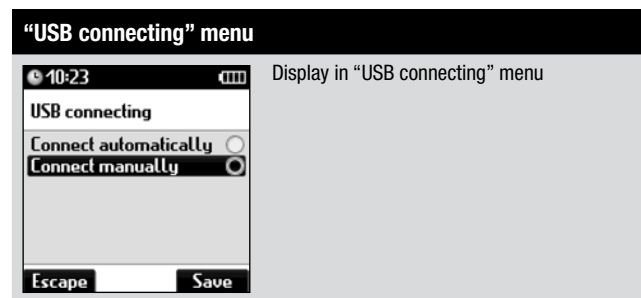 “USB connecting” menu
10:23
USB connecting
Connect automatically
Connect manually
Escape Save
Display in “USB connecting” menu